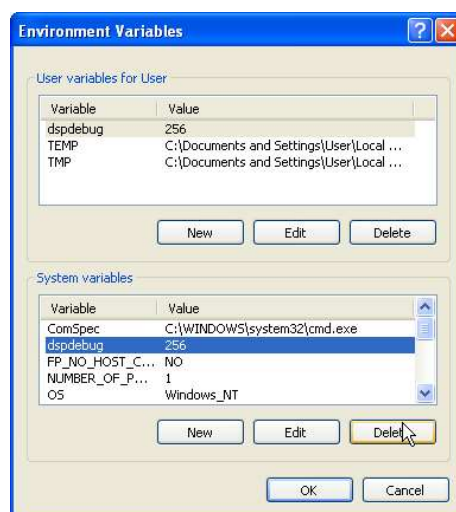 Environment Variables
User variables for User
Variable Value
dspdebug 256
TEMP C:\Documents and Settings\User\Local ...
TMP C:\Documents and Settings\User\Local ...
New Edit Delete
System variables
Variable Value
ComSpec C:\WINDOWS\system32\cmd.exe
dspdebug 256
FP_NO_HOST_C... NO
NUMBER_OF_P... 1
OS Windows_NT
New Edit Delete
OK Cancel